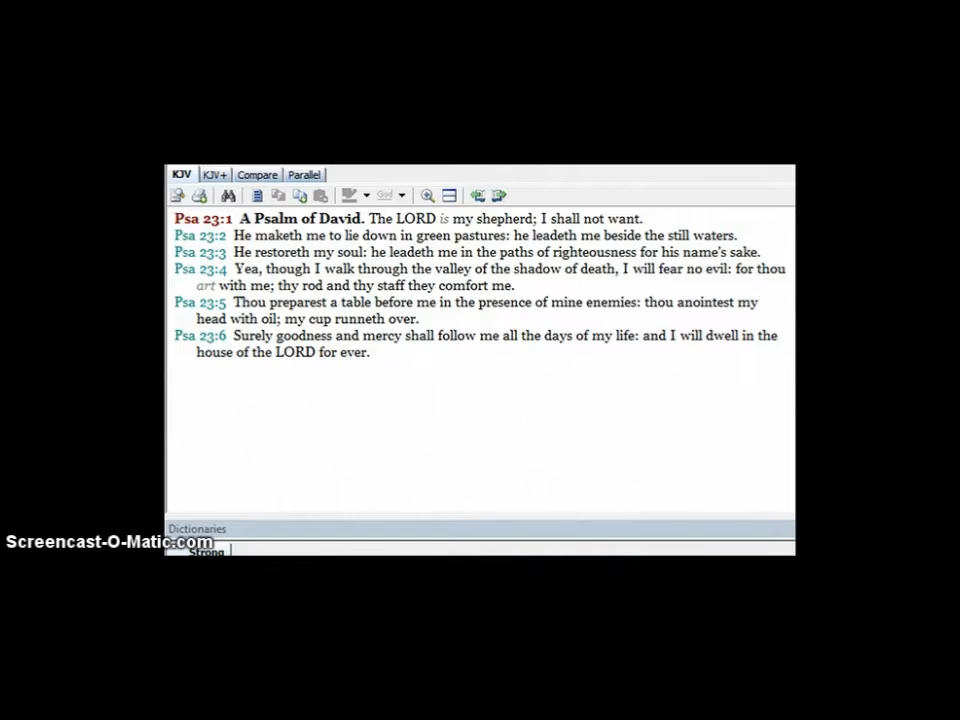 KJV KJV+ Compare Parallel
God
Psa 23:1 A Psalm of David. The LORD is my shepherd; I shall not want.
Psa 23:2 He maketh me to lie down in green pastures: he leadeth me beside the still waters.
Psa 23:3 He restoreth my soul: he leadeth me in the paths of righteousness for his name's sake.
Psa 23:4 Yea, though I walk through the valley of the shadow of death, I will fear no evil: for thou
art with me; thy rod and thy staff they comfort me.
Psa 23:5 Thou preparest a table before me in the presence of mine enemies: thou anointest my
head with oil; my cup runneth over.
Psa 23:6 Surely goodness and mercy shall follow me all the days of my life: and I will dwell in the
house of the LORD for ever.
Dictionaries
Screencast-O-Matic.com
Strong